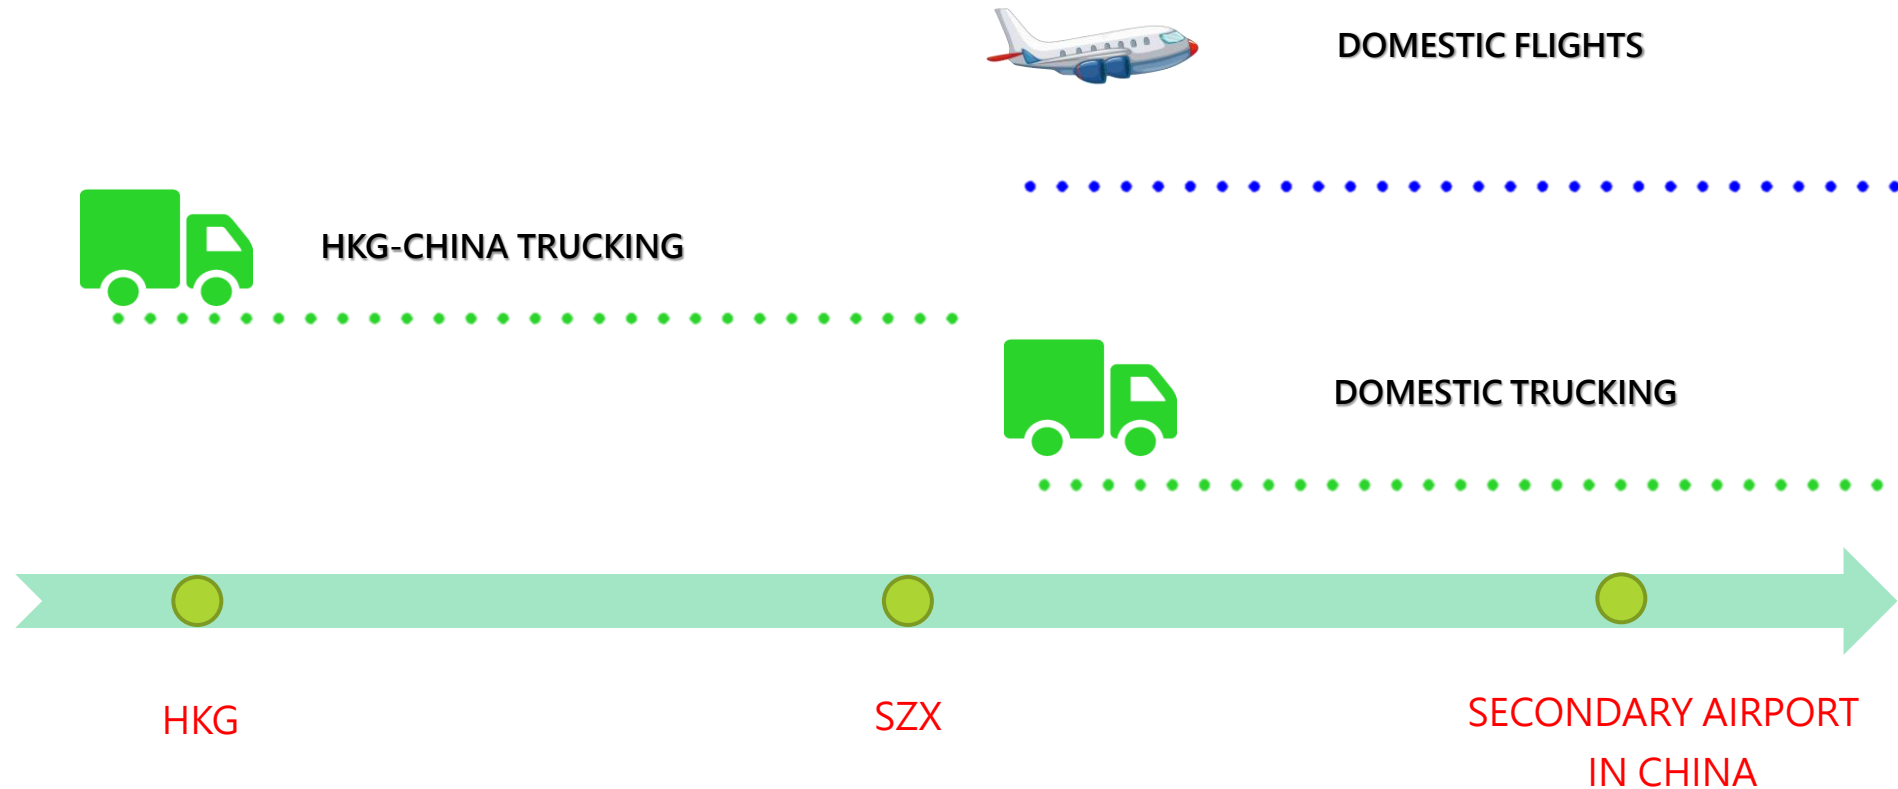 DOMESTIC FLIGHTS
HKG-CHINA TRUCKING
DOMESTIC TRUCKING
HKG
SZX
SECONDARY AIRPORT
IN CHINA